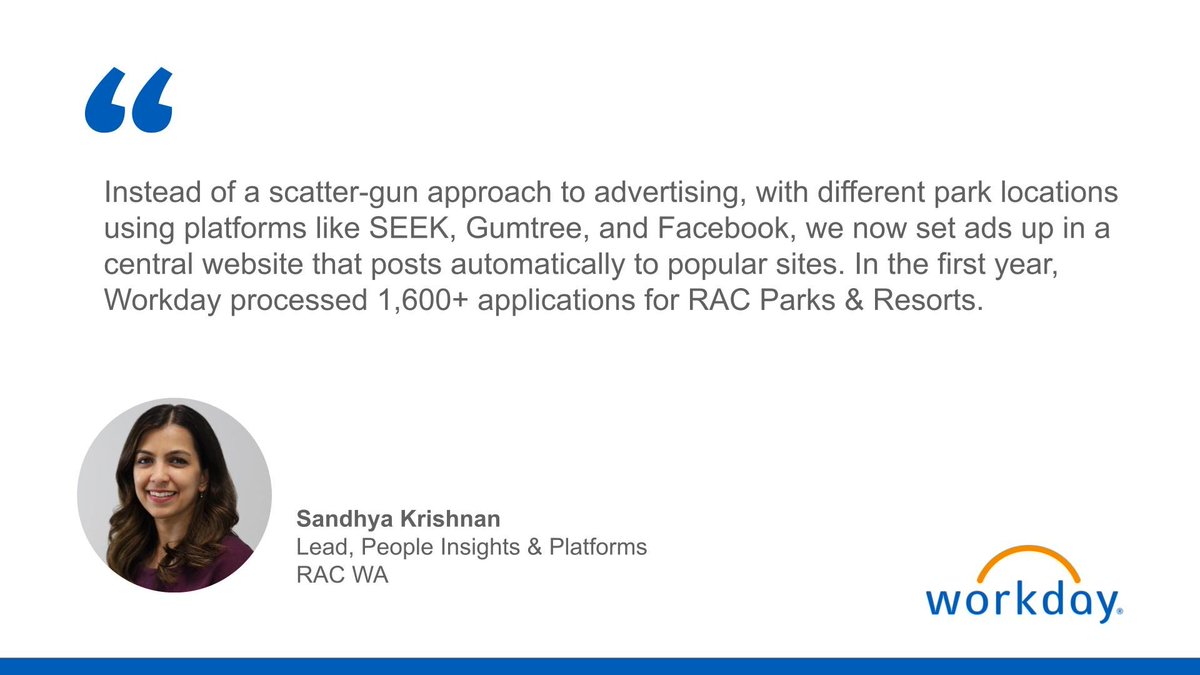 “
Instead of a scatter-gun approach to advertising, with different park locations
using platforms like SEEK, Gumtree, and Facebook, we now set ads up in a
central website that posts automatically to popular sites. In the first year,
Workday processed 1,600+ applications for RAC Parks & Resorts.
Sandhya Krishnan
Lead, People Insights & Platforms
RAC WA
workday®